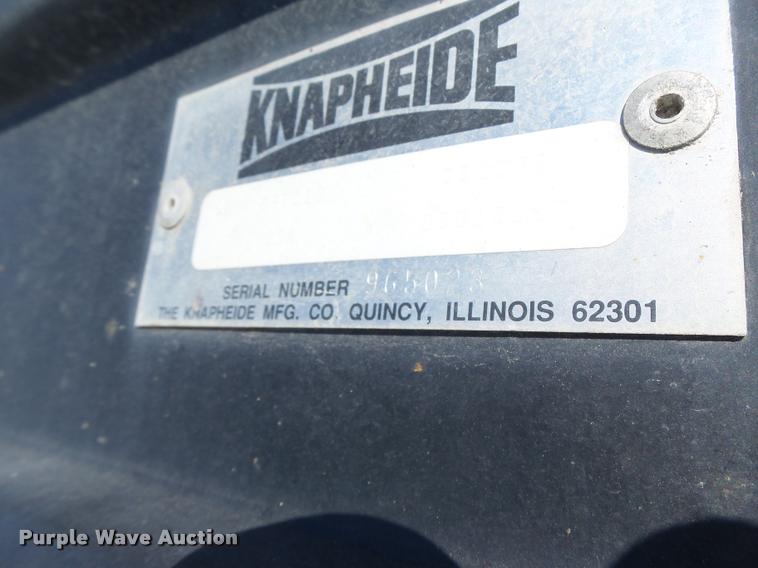 KNAPHEIDE
SERIAL NUMBER
THE KNAPHEIDE MFG. CO. QUINCY, ILLINOIS 62301
Purple Wave Auction